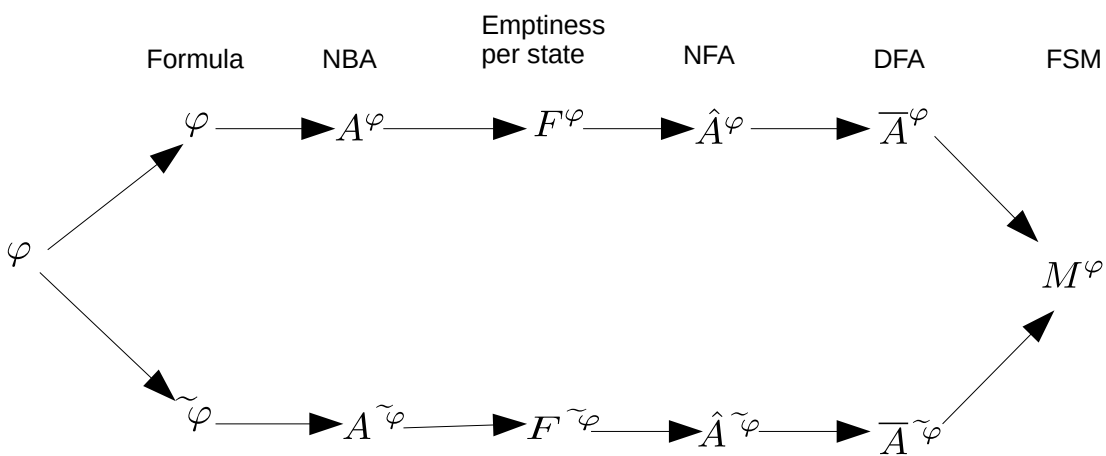 Formula NBA Emptiness per state NFA DFA FSM
φ A^φ F^φ Â^φ A̅^φ
φ M^φ
~φ A^~φ F^~φ Â^~φ A̅^~φ